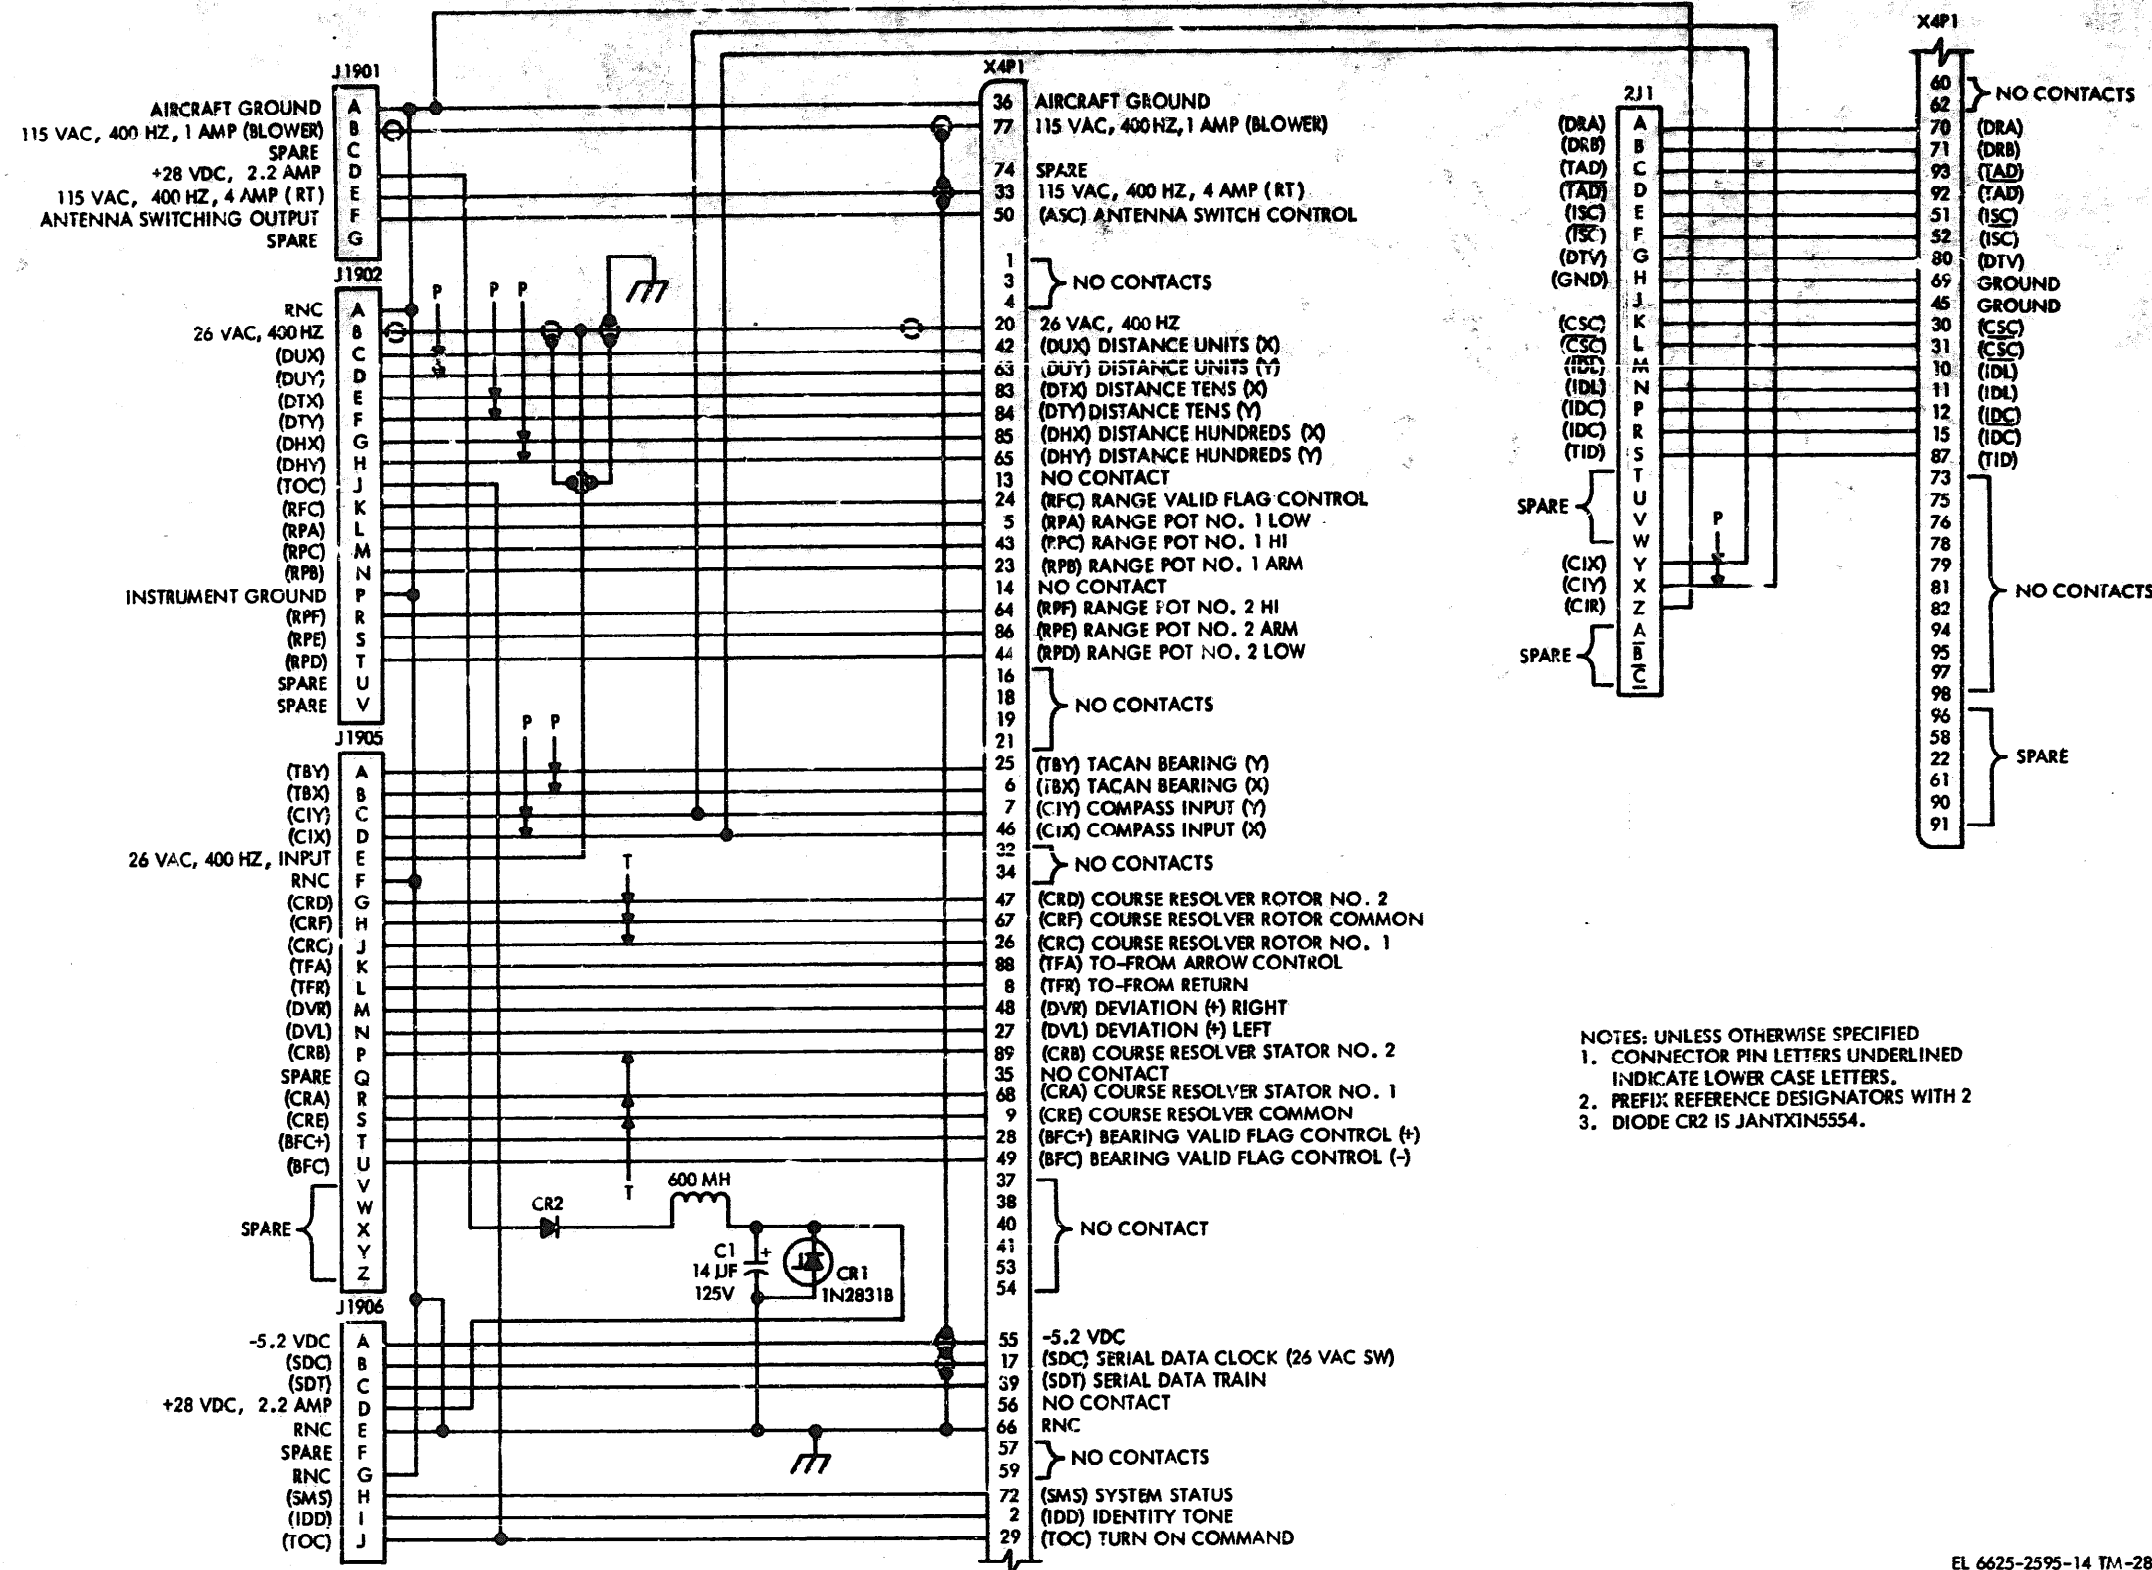 J1901
AIRCRAFT GROUND A
115 VAC, 400 HZ, 1 AMP (BLOWER) B
SPARE C
+28 VDC, 2.2 AMP D
115 VAC, 400 HZ, 4 AMP (RT) E
ANTENNA SWITCHING OUTPUT F
SPARE G
J1902
P P P
RNC A
26 VAC, 400 HZ B
(DUX) C
(DUY) D
(DTX) E
(DTY) F
(DHX) G
(DHY) H
(TOC) J
(RFC) K
(RPA) L
(RPC) M
(RPB) N
INSTRUMENT GROUND P
(RPF) R
(RPE) S
(RPD) T
SPARE U
SPARE V
J1905
P P
(TBY) A
(TBX) B
(CIY) C
(CIX) D
26 VAC, 400 HZ, INPUT E
RNC F
(CRD) G
(CRF) H
(CRC) J
(TFA) K
(TFR) L
(DVR) M
(DVL) N
(CRB) P
SPARE Q
(CRA) R
(CRE) S
(BFC+) T
(BFC) U
V
W
SPARE X
Y
Z
T
T
CR2
600 MH
C1
+
14 µF
125V
CR1
1N2831B
J1906
-5.2 VDC A
(SDC) B
(SDT) C
+28 VDC, 2.2 AMP D
RNC E
SPARE F
RNC G
(SMS) H
(IDD) I
(TOC) J
X4P1
36 AIRCRAFT GROUND
77 115 VAC, 400HZ, 1 AMP (BLOWER)
74 SPARE
33 115 VAC, 400 HZ, 4 AMP (RT)
50 (ASC) ANTENNA SWITCH CONTROL
1
3 NO CONTACTS
4
20 26 VAC, 400 HZ
42 (DUX) DISTANCE UNITS (X)
63 (DUY) DISTANCE UNITS (Y)
83 (DTX) DISTANCE TENS (X)
84 (DTY) DISTANCE TENS (Y)
85 (DHX) DISTANCE HUNDREDS (X)
65 (DHY) DISTANCE HUNDREDS (Y)
13 NO CONTACT
24 (RFC) RANGE VALID FLAG CONTROL
5 (RPA) RANGE POT NO. 1 LOW
43 (RPC) RANGE POT NO. 1 HI
23 (RPB) RANGE POT NO. 1 ARM
14 NO CONTACT
64 (RPF) RANGE POT NO. 2 HI
86 (RPE) RANGE POT NO. 2 ARM
44 (RPD) RANGE POT NO. 2 LOW
16
18 NO CONTACTS
19
21
25 (TBY) TACAN BEARING (Y)
6 (TBX) TACAN BEARING (X)
7 (CIY) COMPASS INPUT (Y)
46 (CIX) COMPASS INPUT (X)
32 NO CONTACTS
34
47 (CRD) COURSE RESOLVER ROTOR NO. 2
67 (CRF) COURSE RESOLVER ROTOR COMMON
26 (CRC) COURSE RESOLVER ROTOR NO. 1
88 (TFA) TO-FROM ARROW CONTROL
8 (TFR) TO-FROM RETURN
48 (DVR) DEVIATION (+) RIGHT
27 (DVL) DEVIATION (+) LEFT
89 (CRB) COURSE RESOLVER STATOR NO. 2
35 NO CONTACT
68 (CRA) COURSE RESOLVER STATOR NO. 1
9 (CRE) COURSE RESOLVER COMMON
28 (BFC+) BEARING VALID FLAG CONTROL (+)
49 (BFC) BEARING VALID FLAG CONTROL (-)
37
38
40 NO CONTACT
41
53
54
55 -5.2 VDC
17 (SDC) SERIAL DATA CLOCK (26 VAC SW)
39 (SDT) SERIAL DATA TRAIN
56 NO CONTACT
66 RNC
57 NO CONTACTS
59
72 (SMS) SYSTEM STATUS
2 (IDD) IDENTITY TONE
29 (TOC) TURN ON COMMAND
2J1
(DRA) A
(DRB) B
(TAD) C
(T̅A̅D̅) D
(ISC) E
(I̅S̅C̅) F
(DTV) G
(GND) H
J
(CSC) K
(C̅S̅C̅) L
(I̅D̅L̅) M
(IDL) N
(IDC) P
(IDC) R
(TID) S
T
SPARE U
V
W
P
(CIX) Y
(CIY) X
(CIR) Z
A
SPARE B
C
X4P1
60 NO CONTACTS
62
70 (DRA)
71 (DRB)
93 (TAD)
92 (T̅A̅D̅)
51 (ISC)
52 (I̅S̅C̅)
80 (DTV)
69 GROUND
45 GROUND
30 (CSC)
31 (C̅S̅C̅)
10 (IDL)
11 (IDL)
12 (IDC)
15 (I̅D̅C̅)
87 (TID)
73
75
76
78
79
81 NO CONTACTS
82
94
95
97
98
96
58
22 SPARE
61
90
91
NOTES: UNLESS OTHERWISE SPECIFIED
1. CONNECTOR PIN LETTERS UNDERLINED
INDICATE LOWER CASE LETTERS.
2. PREFIX REFERENCE DESIGNATORS WITH 2
3. DIODE CR2 IS JANTX1N5554.
EL 6625-2595-14 TM-28